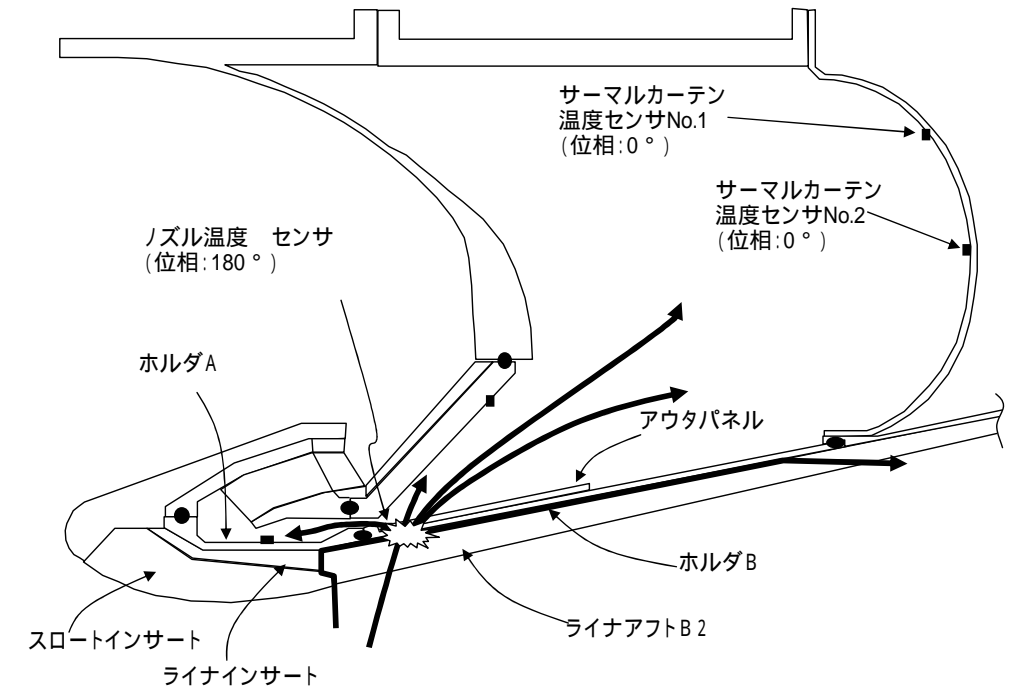 サーマルカーテン
温度センサNo.1
(位相:0°)
サーマルカーテン
温度センサNo.2
(位相:0°)
ノズル温度　センサ
(位相:180°)
ホルダA
アウタパネル
ホルダB
ライナアフトB2
スロートインサート
ライナインサート